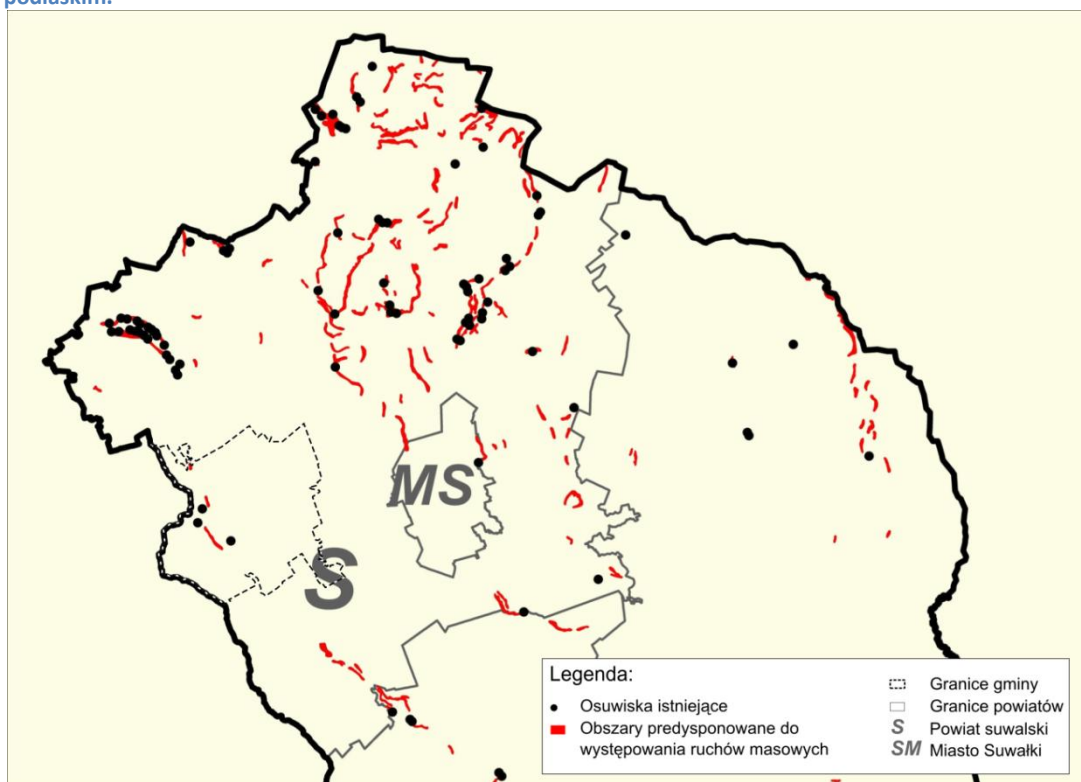 podlaskim.
MS
S
Legenda:
Osuwiska istniejące
Obszary predysponowane do
występowania ruchów masowych
Granice gminy
Granice powiatów
S Powiat suwalski
SM Miasto Suwałki